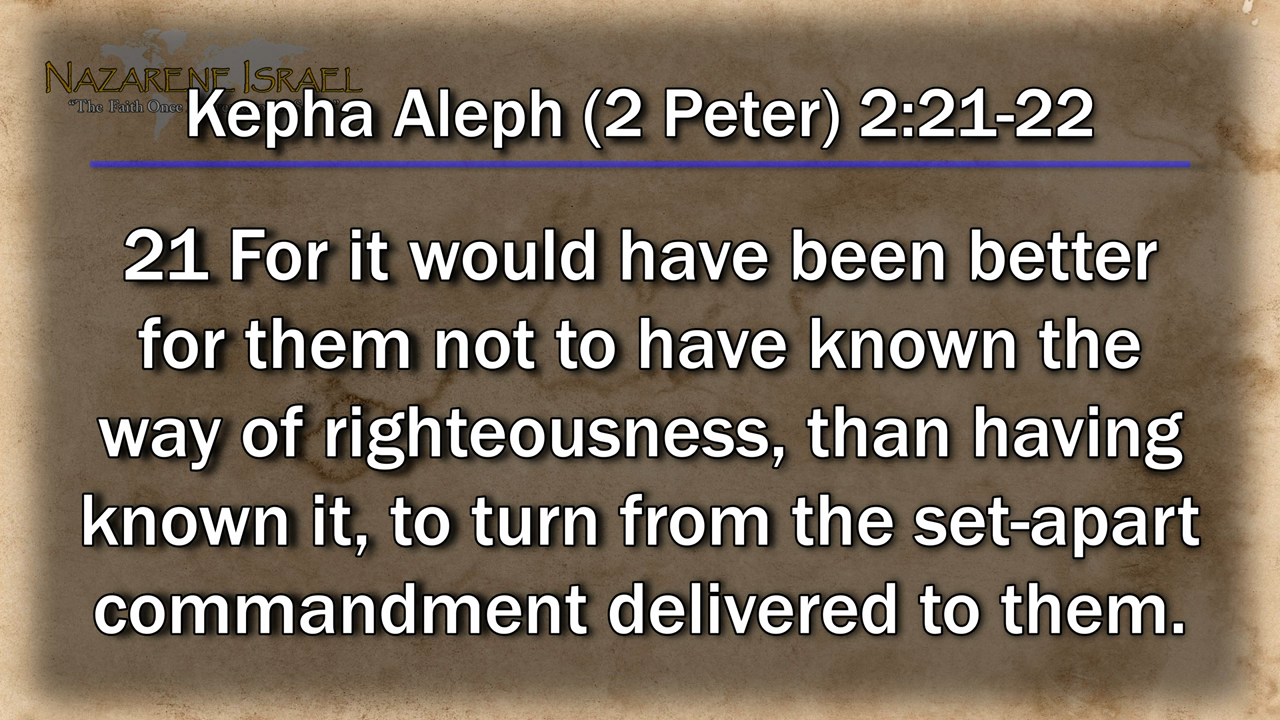 NAZARENE ISRAEL
"The Faith Once
Kepha Aleph (2 Peter) 2:21-22
21 For it would have been better
for them not to have known the
way of righteousness, than having
known it, to turn from the set-apart
commandment delivered to them.